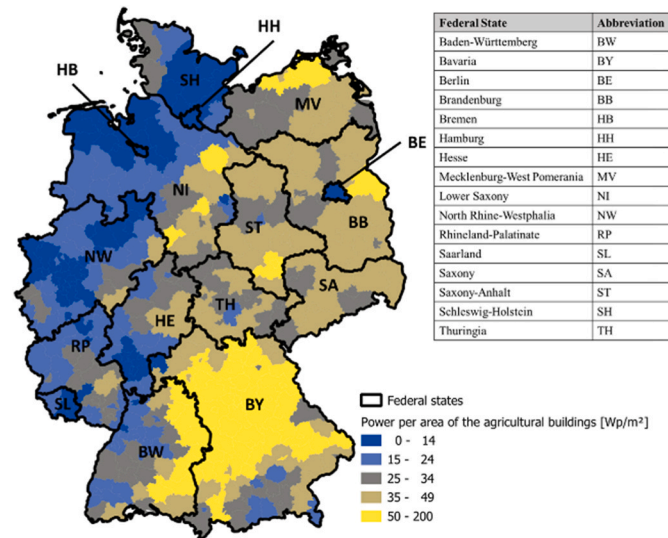 HH
HB
SH
MV
BE
NI
BB
ST
NW
SA
TH
HE
RP
SL
BY
BW
Federal State Abbreviation
Baden-Württemberg BW
Bavaria BY
Berlin BE
Brandenburg BB
Bremen HB
Hamburg HH
Hesse HE
Mecklenburg-West Pomerania MV
Lower Saxony NI
North Rhine-Westphalia NW
Rhineland-Palatinate RP
Saarland SL
Saxony SA
Saxony-Anhalt ST
Schleswig-Holstein SH
Thuringia TH
Federal states
Power per area of the agricultural buildings [Wp/m²]
0 - 14
15 - 24
25 - 34
35 - 49
50 - 200